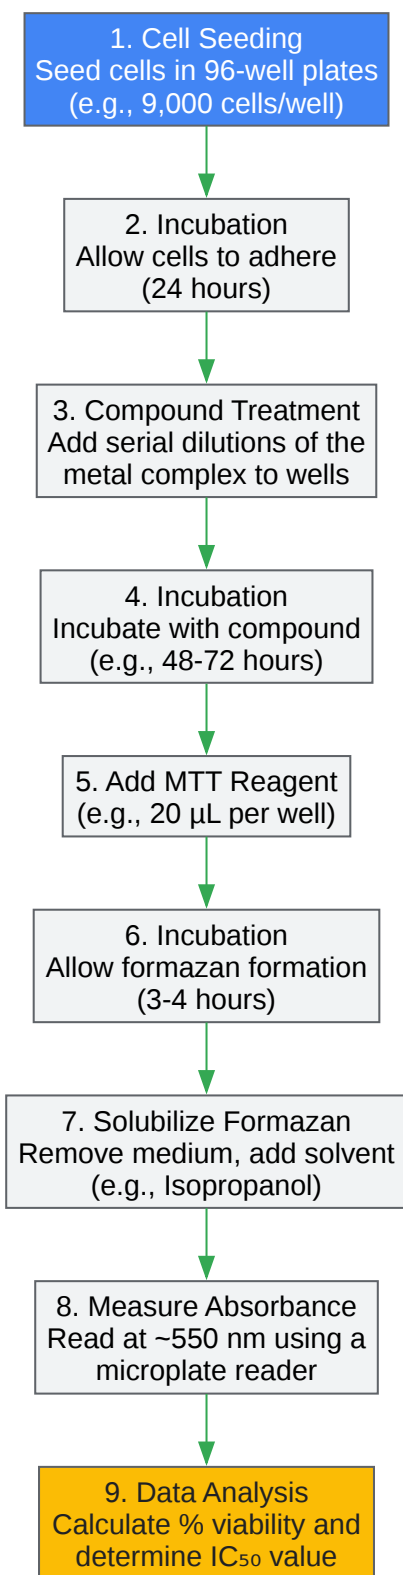 1. Cell Seeding
Seed cells in 96-well plates
(e.g., 9,000 cells/well)
2. Incubation
Allow cells to adhere
(24 hours)
3. Compound Treatment
Add serial dilutions of the
metal complex to wells
4. Incubation
Incubate with compound
(e.g., 48-72 hours)
5. Add MTT Reagent
(e.g., 20 µL per well)
6. Incubation
Allow formazan formation
(3-4 hours)
7. Solubilize Formazan
Remove medium, add solvent
(e.g., Isopropanol)
8. Measure Absorbance
Read at ~550 nm using a
microplate reader
9. Data Analysis
Calculate % viability and
determine IC₅₀ value